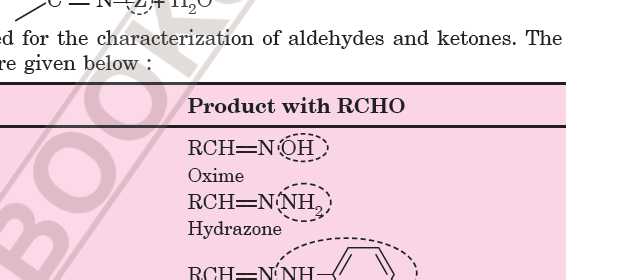 C — N—Z + H₂O
ed for the characterization of aldehydes and ketones. The
re given below :
Product with RCHO
RCH=N OH
Oxime
RCH=N NH₂
Hydrazone
RCH=N NH—
BOOK